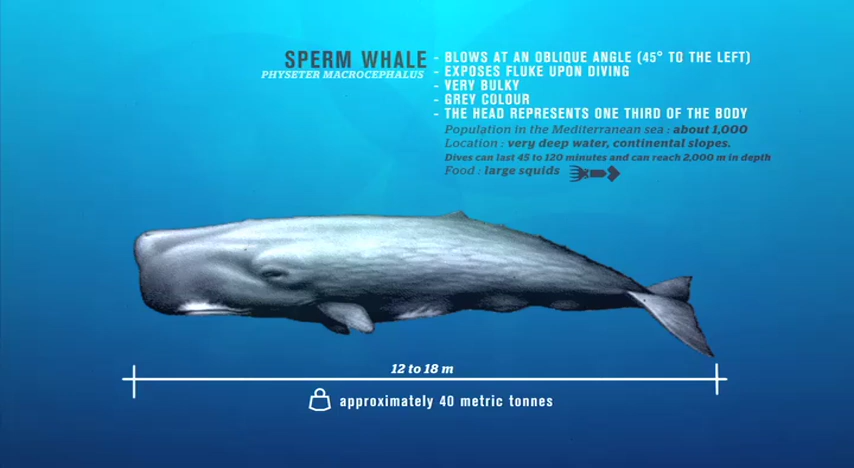 SPERM WHALE
PHYSETER MACROCEPHALUS
- BLOWS AT AN OBLIQUE ANGLE (45° TO THE LEFT)
- EXPOSES FLUKE UPON DIVING
- VERY BULKY
- GREY COLOUR
- THE HEAD REPRESENTS ONE THIRD OF THE BODY
Population in the Mediterranean sea : about 1,000
Location : very deep water, continental slopes.
Dives can last 45 to 120 minutes and can reach 2,000 m in depth
Food : large squids
12 to 18 m
approximately 40 metric tonnes